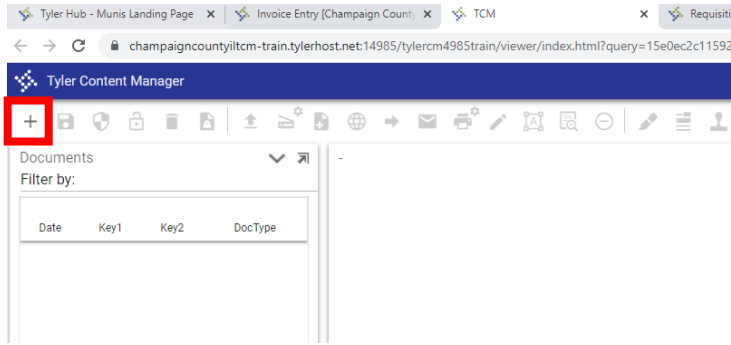 Tyler Hub - Munis Landing Page
Invoice Entry [Champaign County
TCM
Requisiti
champaigncountyiltcm-train.tylerhost.net:14985/tylercm4985train/viewer/index.html?query=15e0ec2c11592
Tyler Content Manager
Documents
-
Filter by:
Date Key1 Key2 DocType